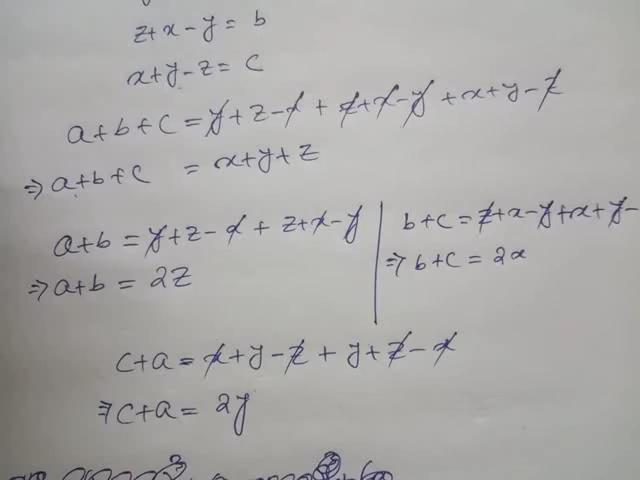 z+x-y = b
x+y-z = c
a+b+c = y+z-x + z+x-y +x+y-z
⇒ a+b+c = x+y+z
a+b = y+z-x + z+x-y
⇒ a+b = 2z
b+c = z+x-y+x+y-
⇒ b+c = 2x
c+a = x+y-z + y+z-x
⇒ c+a = 2y